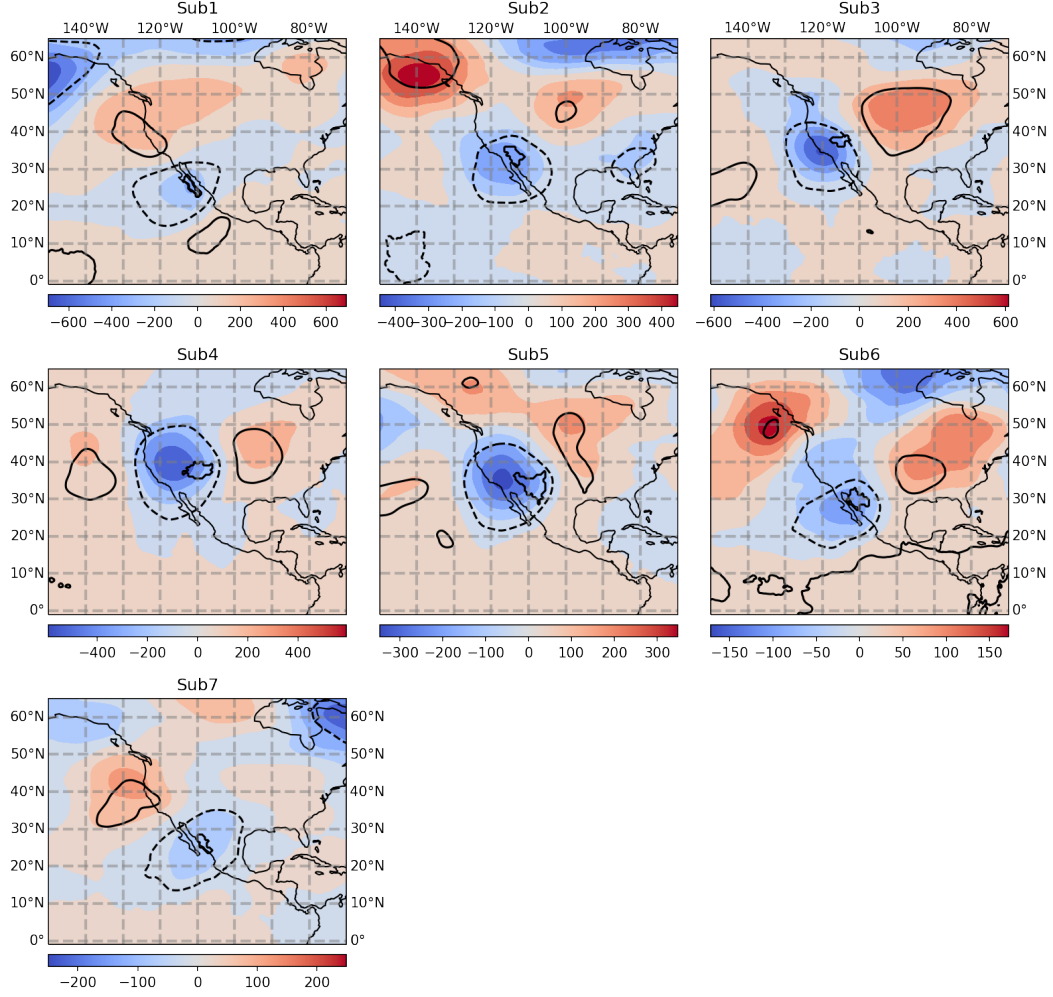 Sub1 Sub2 Sub3
140°W 120°W 100°W 80°W 140°W 120°W 100°W 80°W 140°W 120°W 100°W 80°W
60°N 60°N
50°N 50°N
40°N 40°N
30°N 30°N
20°N 20°N
10°N 10°N
0° 0°
−600 −400 −200 0 200 400 600 −400 −300 −200 −100 0 100 200 300 400 −600 −400 −200 0 200 400 600
Sub4 Sub5 Sub6
60°N 60°N
50°N 50°N
40°N 40°N
30°N 30°N
20°N 20°N
10°N 10°N
0° 0°
−400 −200 0 200 400 −300 −200 −100 0 100 200 300 −150 −100 −50 0 50 100 150
Sub7
60°N 60°N
50°N 50°N
40°N 40°N
30°N 30°N
20°N 20°N
10°N 10°N
0° 0°
−200 −100 0 100 200